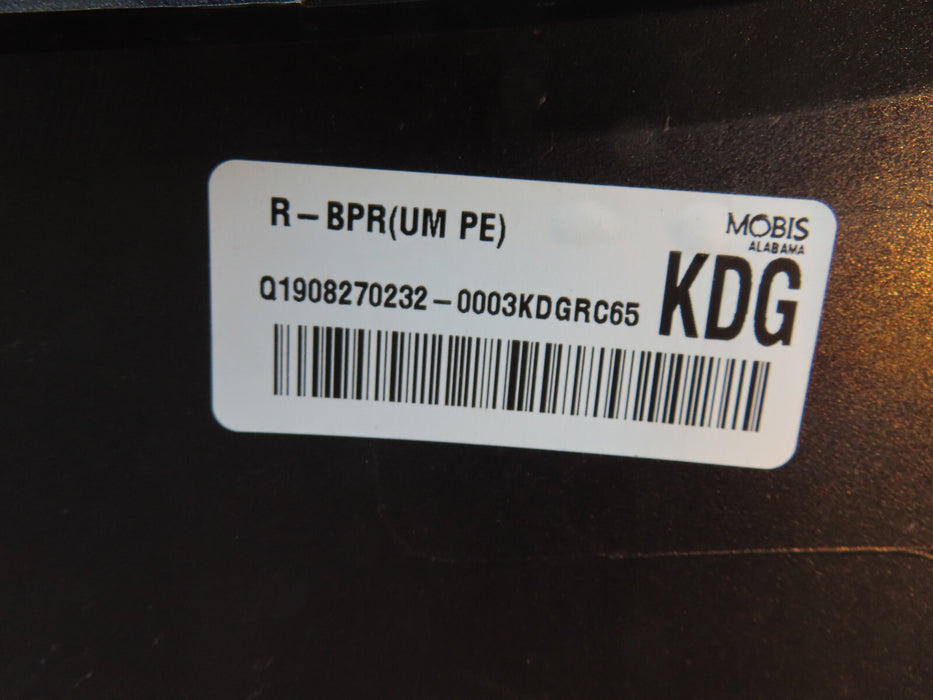 R-BPR(UM PE)
MOBIS
ALABAMA
KDG
Q1908270232-0003KDGRC65